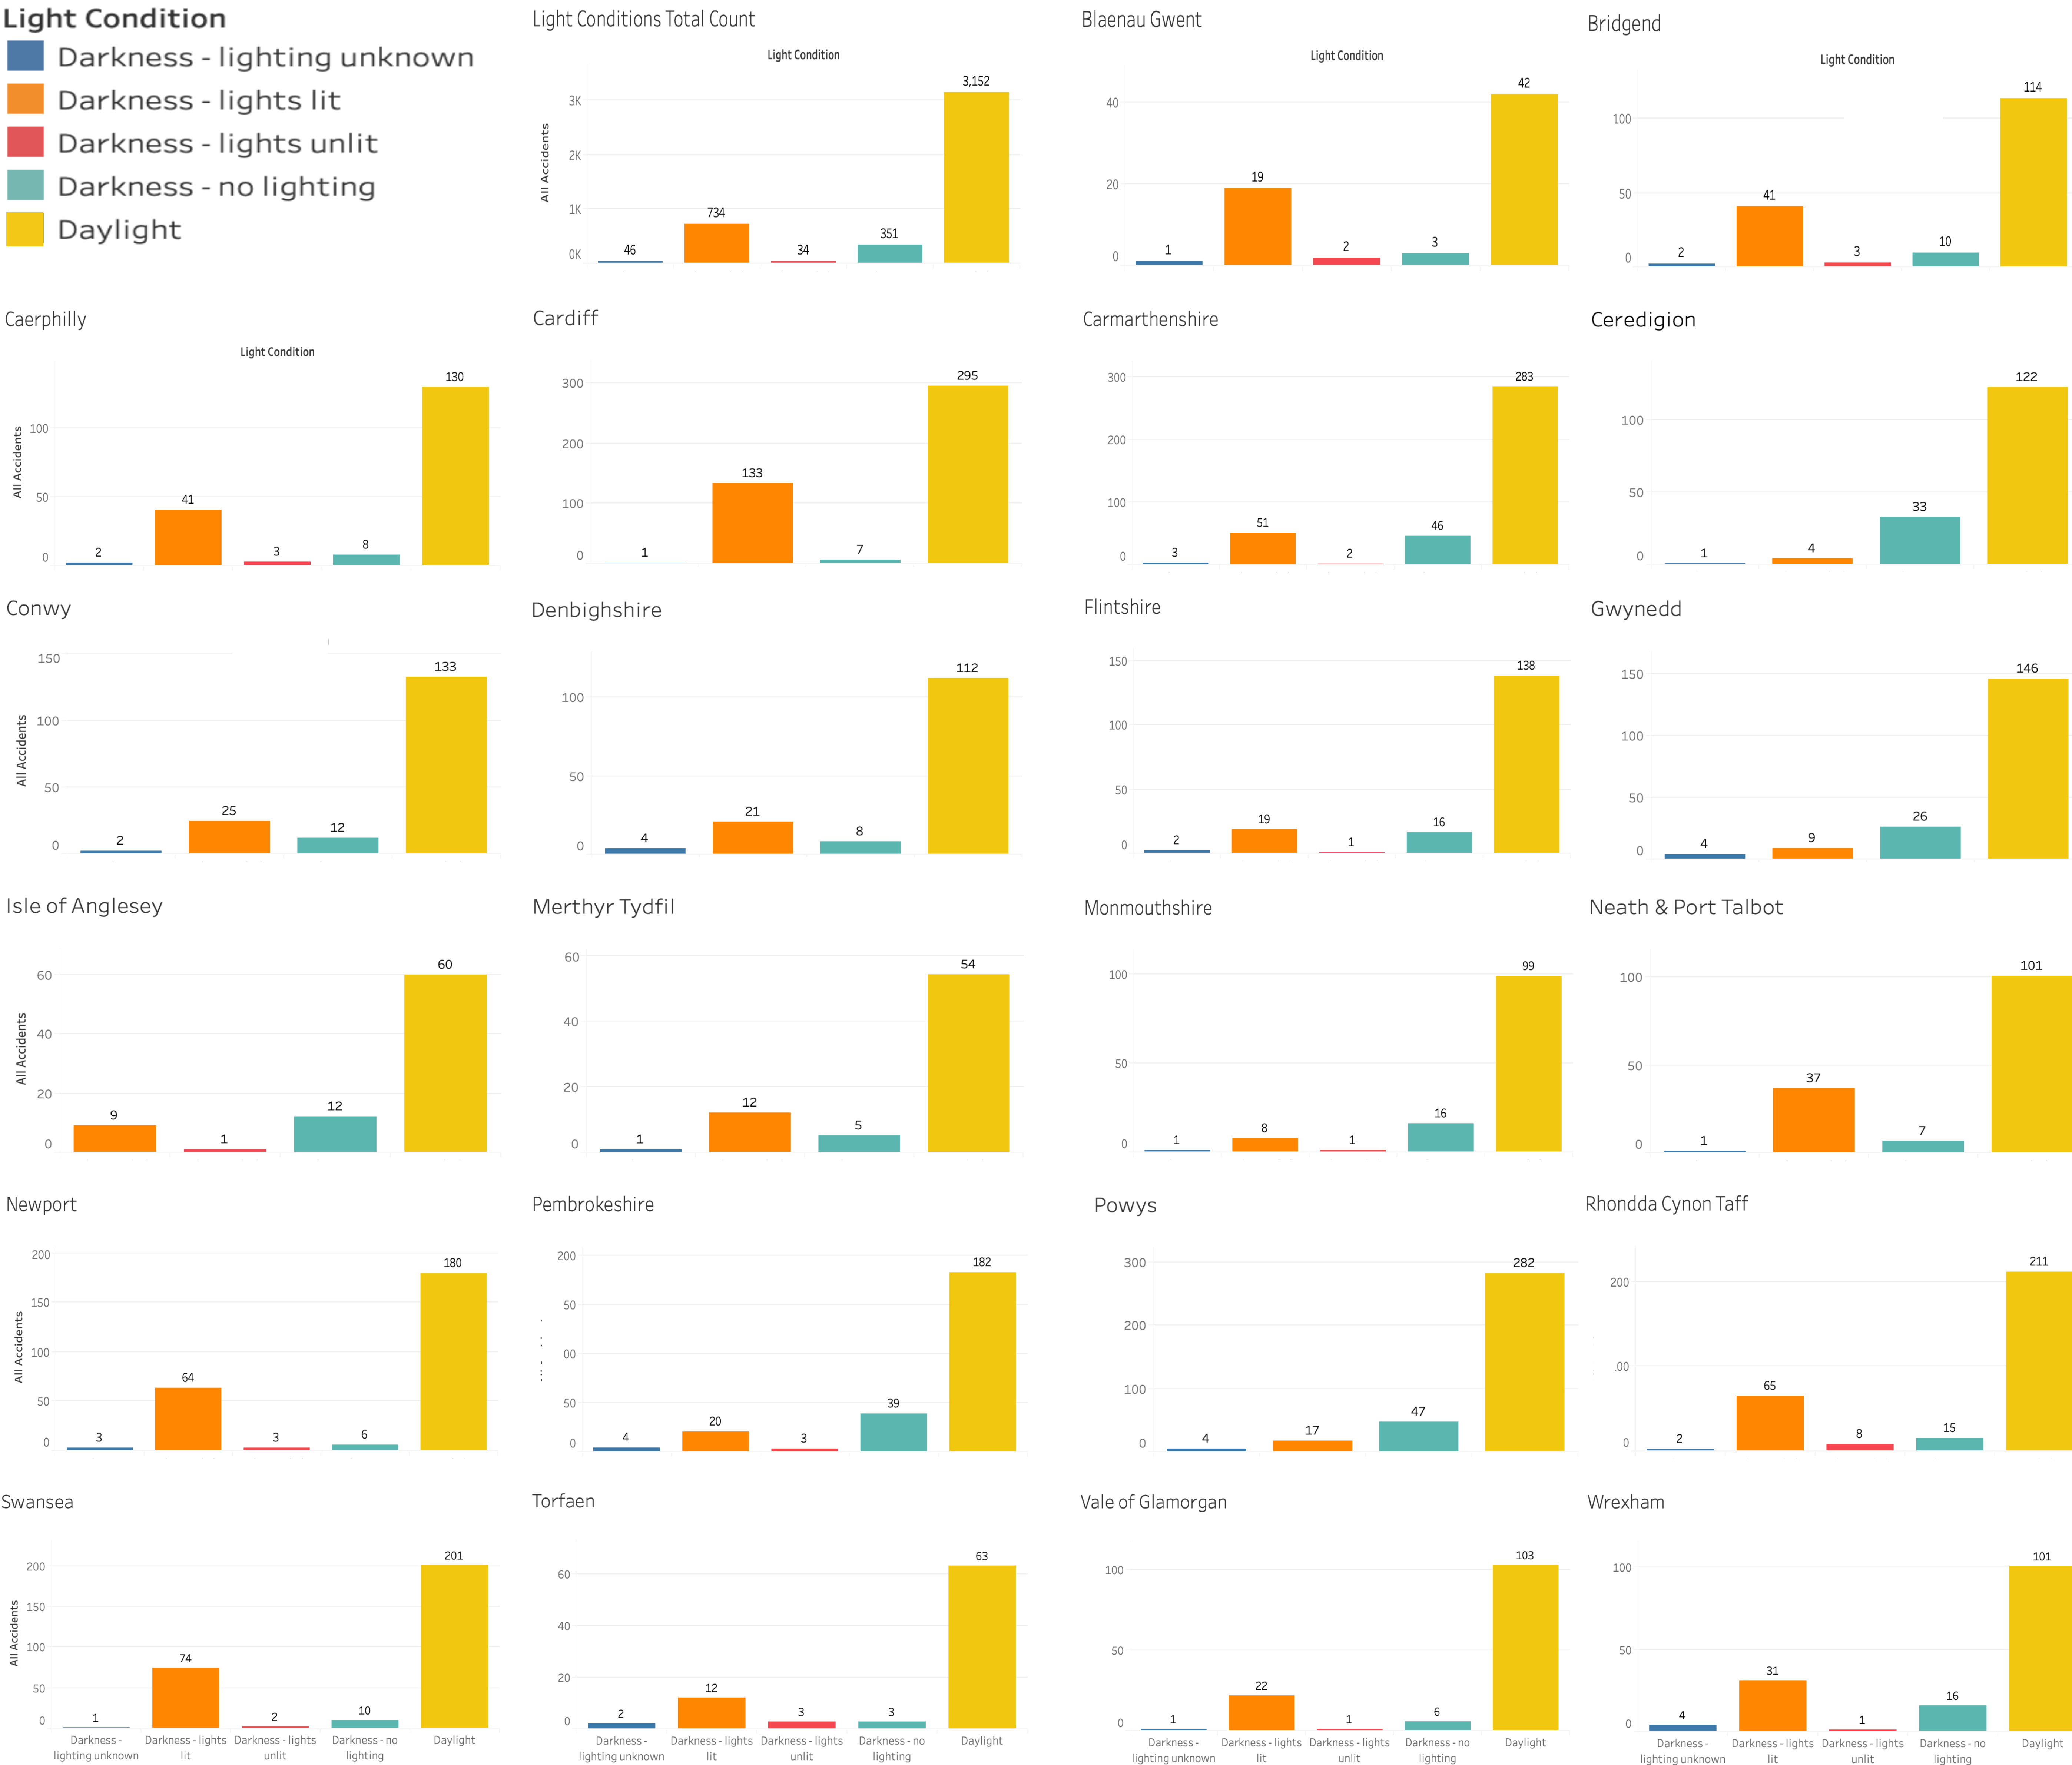 Light Condition
Darkness - lighting unknown
Darkness - lights lit
Darkness - lights unlit
Darkness - no lighting
Daylight
Light Conditions Total Count
Light Condition
All Accidents
3K
2K
1K
0K
46
734
34
351
3,152
Blaenau Gwent
Light Condition
40
20
0
1
19
2
3
42
Bridgend
Light Condition
100
50
0
2
41
3
10
114
Caerphilly
Light Condition
All Accidents
100
50
0
2
41
3
8
130
Cardiff
300
200
100
0
1
133
7
295
Carmarthenshire
300
200
100
0
3
51
2
46
283
Ceredigion
100
50
0
1
4
33
122
Conwy
All Accidents
150
100
50
0
2
25
12
133
Denbighshire
100
50
0
4
21
8
112
Flintshire
150
100
50
0
2
19
1
16
138
Gwynedd
150
100
50
0
4
9
26
146
Isle of Anglesey
All Accidents
60
40
20
0
9
1
12
60
Merthyr Tydfil
60
40
20
0
1
12
5
54
Monmouthshire
100
50
0
1
8
1
16
99
Neath & Port Talbot
100
50
0
1
37
7
101
Newport
All Accidents
200
150
100
50
0
3
64
3
6
180
Pembrokeshire
200
50
00
50
0
4
20
3
39
182
Powys
300
200
100
0
4
17
47
282
Rhondda Cynon Taff
200
00
0
2
65
8
15
211
Swansea
All Accidents
200
150
100
50
0
1
74
2
10
201
Darkness -
lighting unknown
Darkness - lights
lit
Darkness - lights
unlit
Darkness - no
lighting
Daylight
Torfaen
60
40
20
0
2
12
3
3
63
Darkness -
lighting unknown
Darkness - lights
lit
Darkness - lights
unlit
Darkness - no
lighting
Daylight
Vale of Glamorgan
100
50
0
1
22
1
6
103
Darkness -
lighting unknown
Darkness - lights
lit
Darkness - lights
unlit
Darkness - no
lighting
Daylight
Wrexham
100
50
0
4
31
1
16
101
Darkness -
lighting unknown
Darkness - lights
lit
Darkness - lights
unlit
Darkness - no
lighting
Daylight